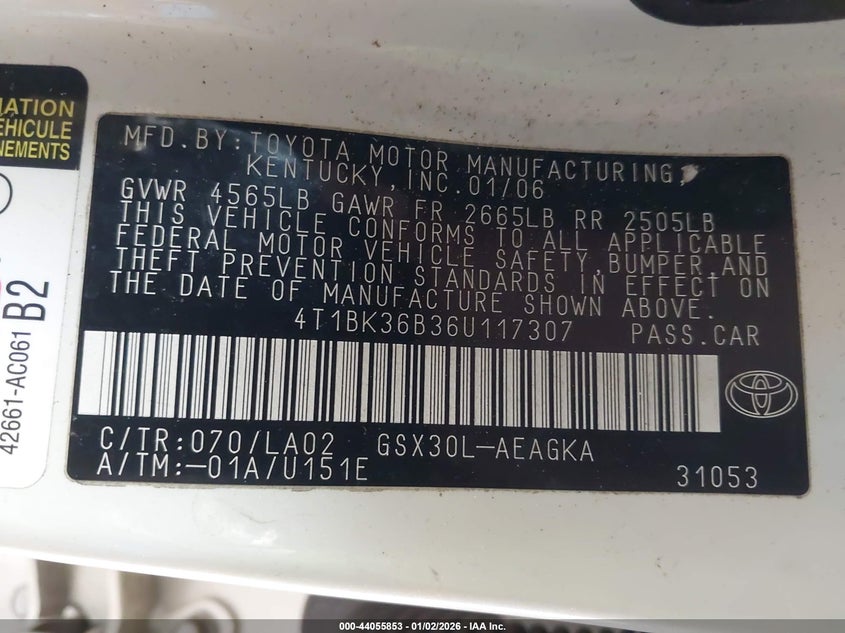 MATION
ÉHICULE
NEMENTS
42661-AC061 B2
MFD. BY: TOYOTA MOTOR MANUFACTURING,
KENTUCKY, INC. 01/06
GVWR 4565LB GAWR FR 2665LB RR 2505LB
THIS VEHICLE CONFORMS TO ALL APPLICABLE
FEDERAL MOTOR VEHICLE SAFETY, BUMPER, AND
THEFT PREVENTION STANDARDS IN EFFECT ON
THE DATE OF MANUFACTURE SHOWN ABOVE.
4T1BK36B36U117307 PASS.CAR
C/TR:070/LA02 GSX30L-AEAGKA
A/TM:-01A/U151E 31053
000-44055853 - 01/02/2026 - IAA Inc.